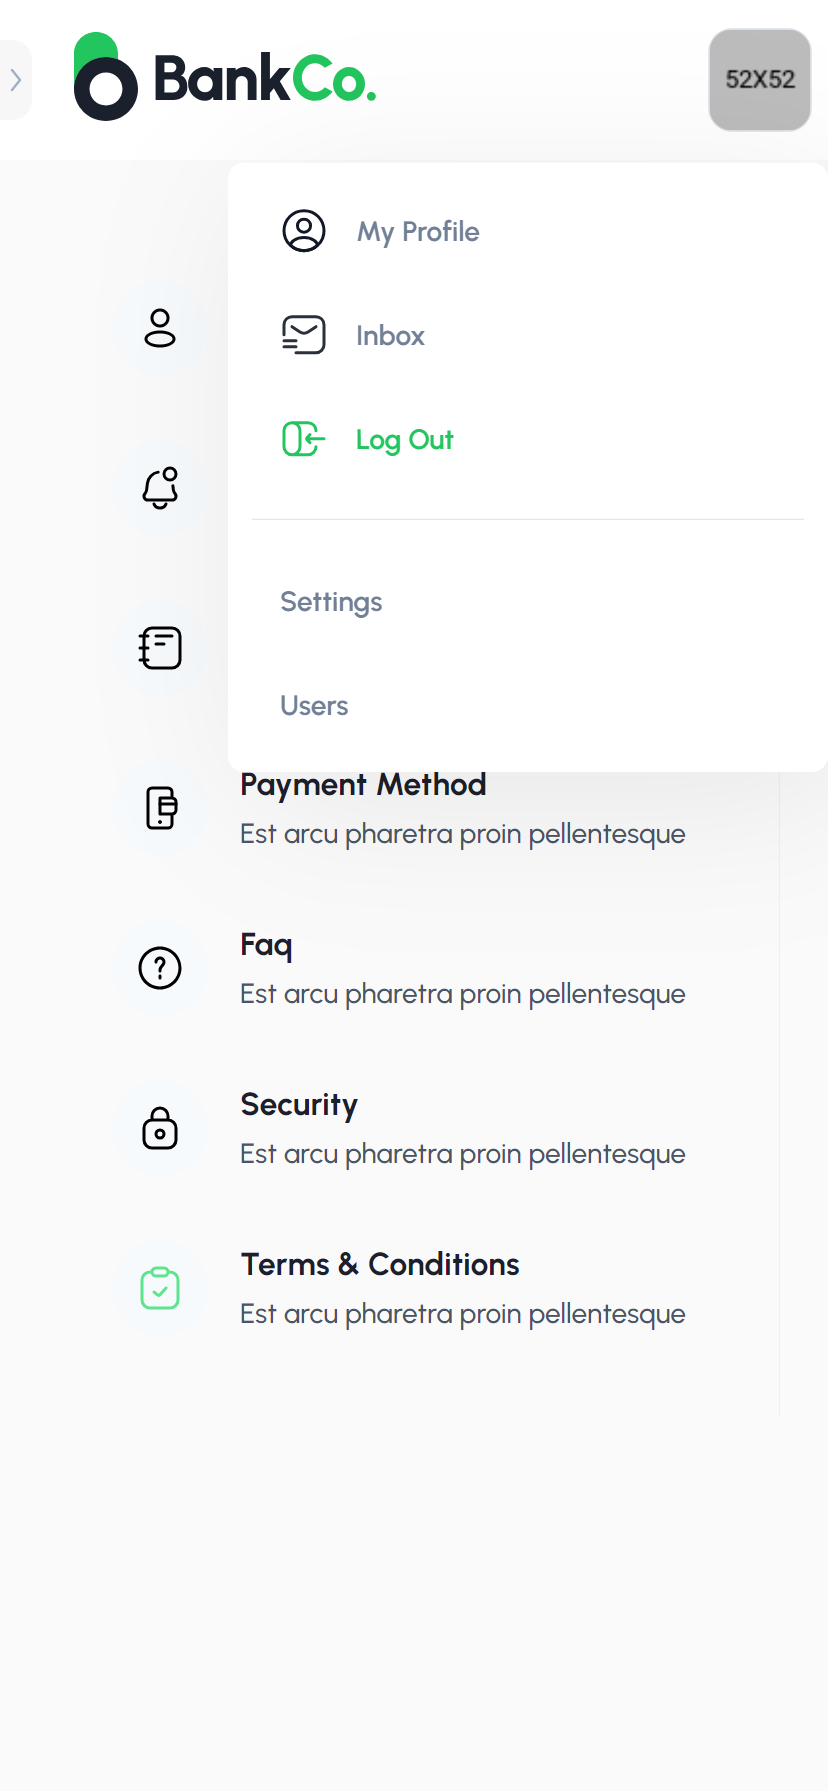 BankCo.
52X52
My Profile
Inbox
Log Out
Settings
Users
Payment Method
Est arcu pharetra proin pellentesque
Faq
Est arcu pharetra proin pellentesque
Security
Est arcu pharetra proin pellentesque
Terms & Conditions
Est arcu pharetra proin pellentesque